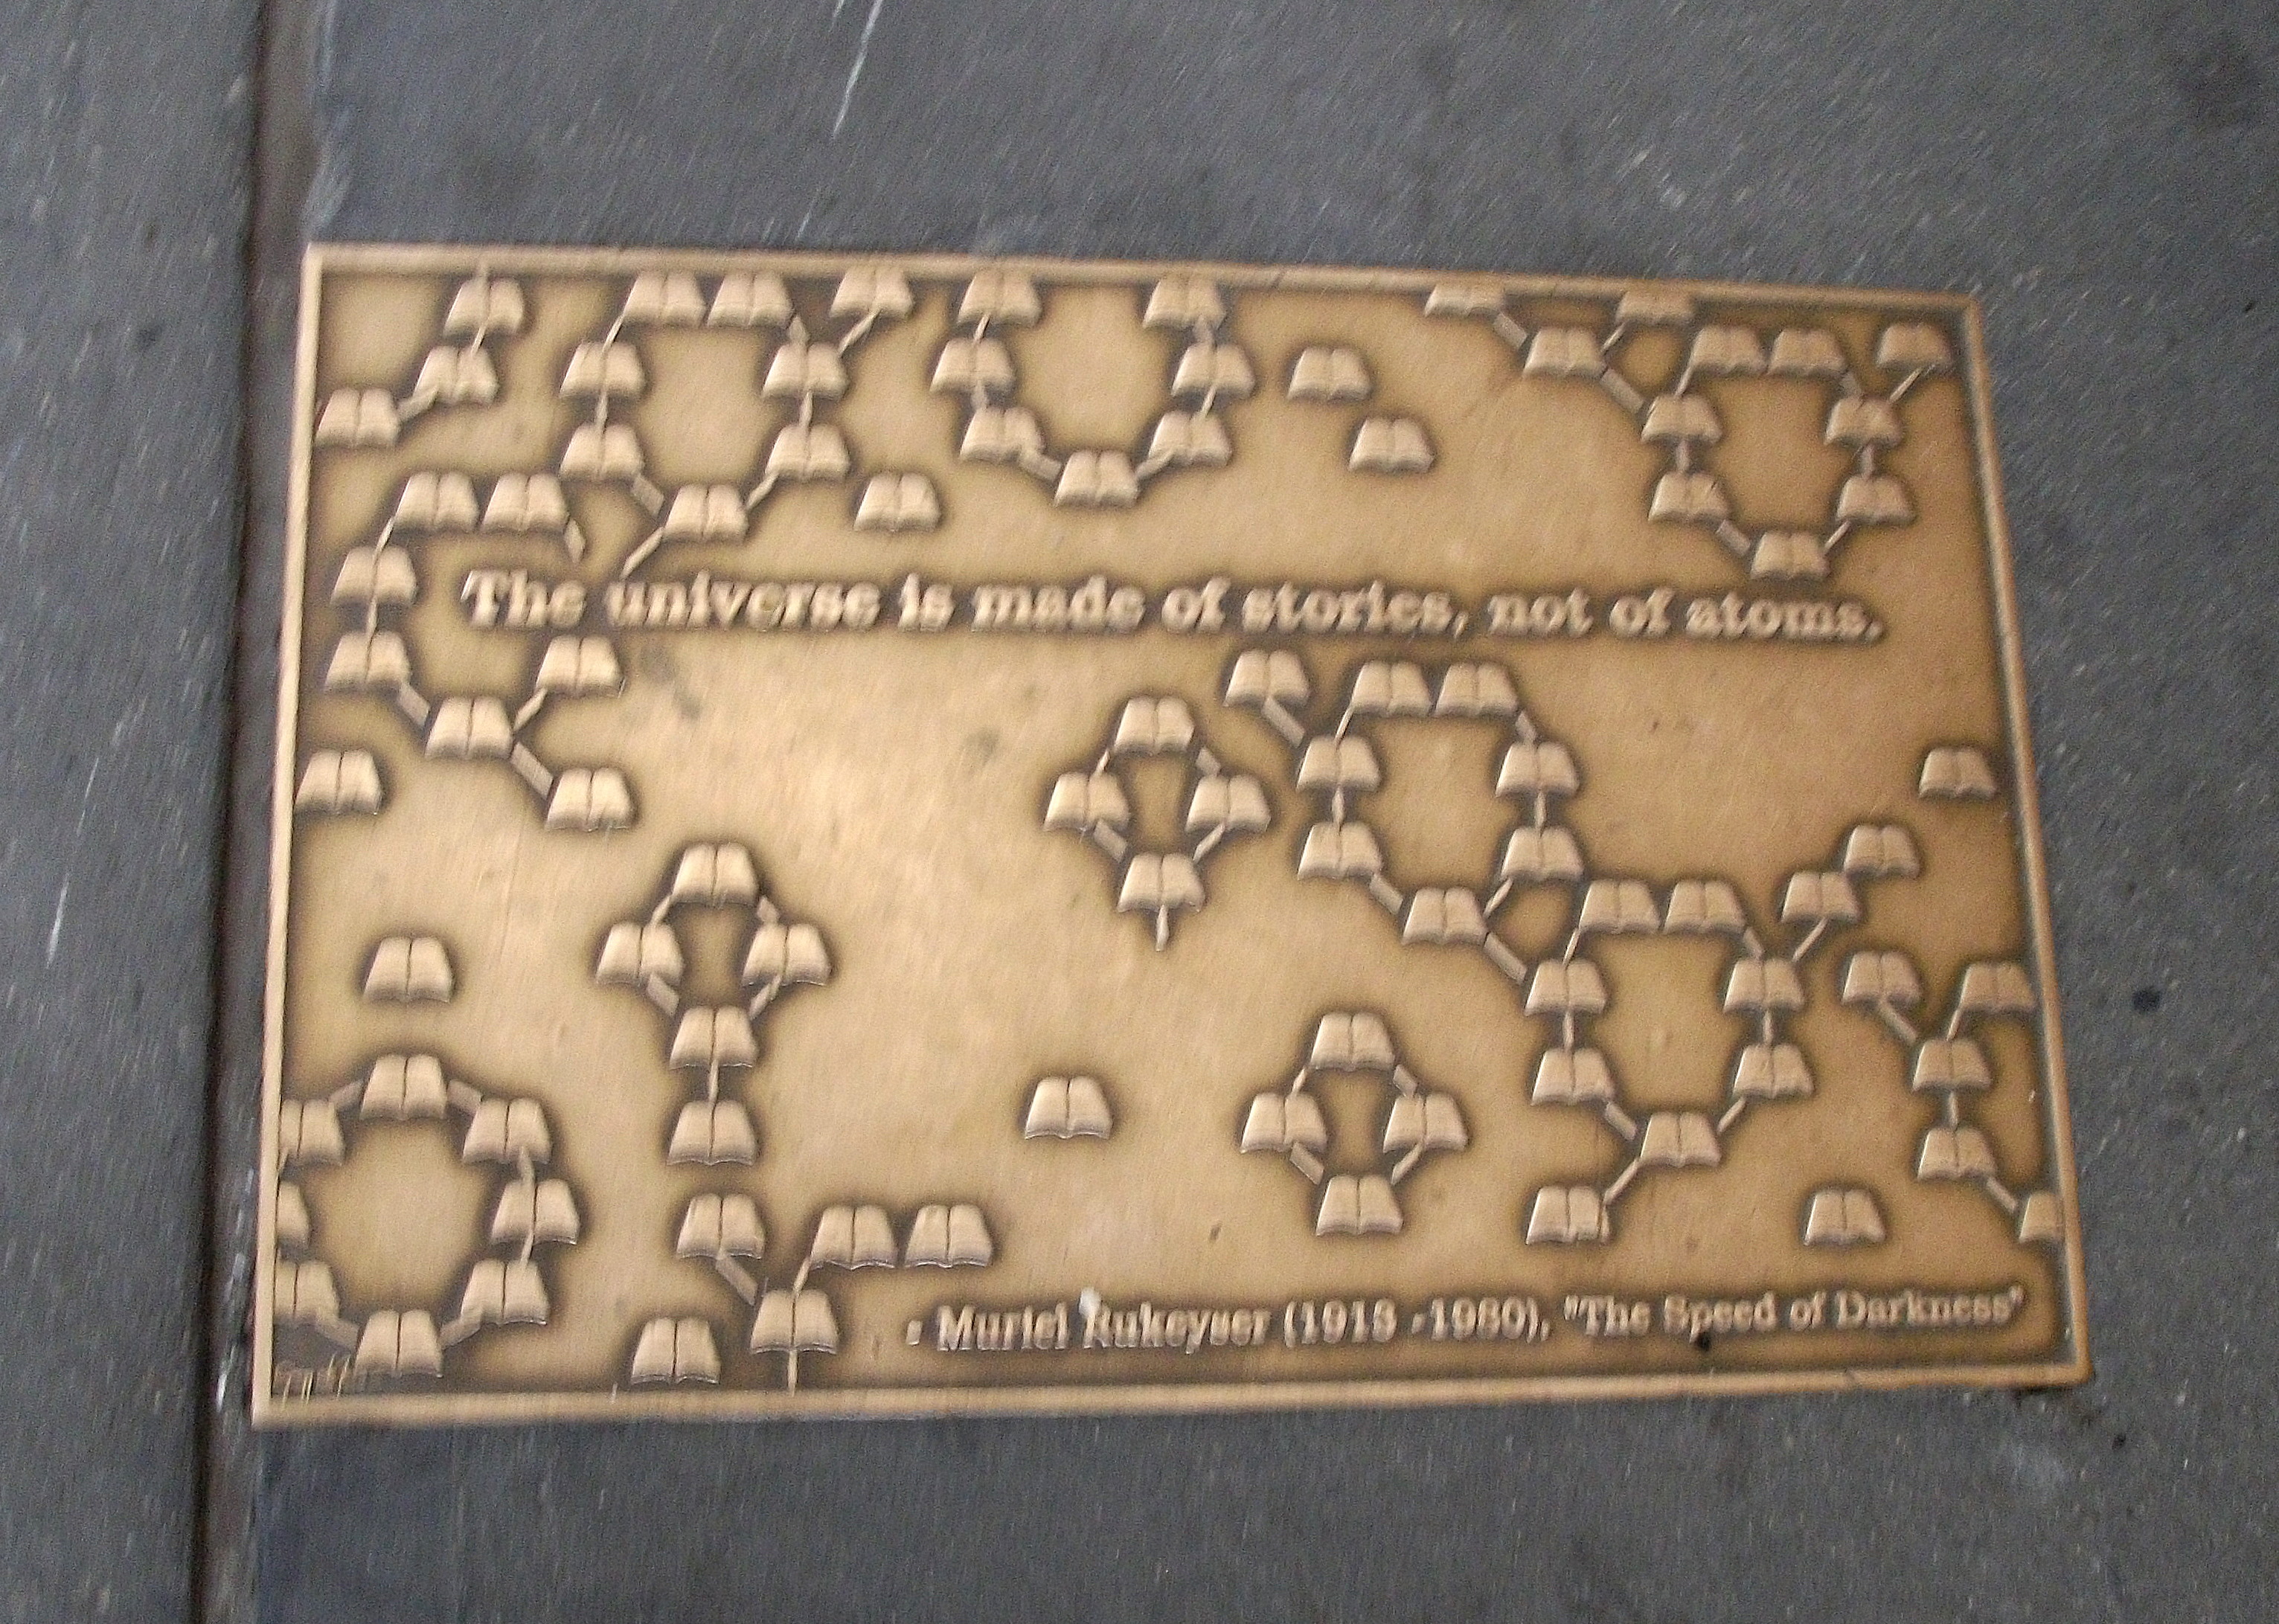 The universe is made of stories, not of atoms.
- Muriel Rukeyser (1913 -1980), "The Speed of Darkness"